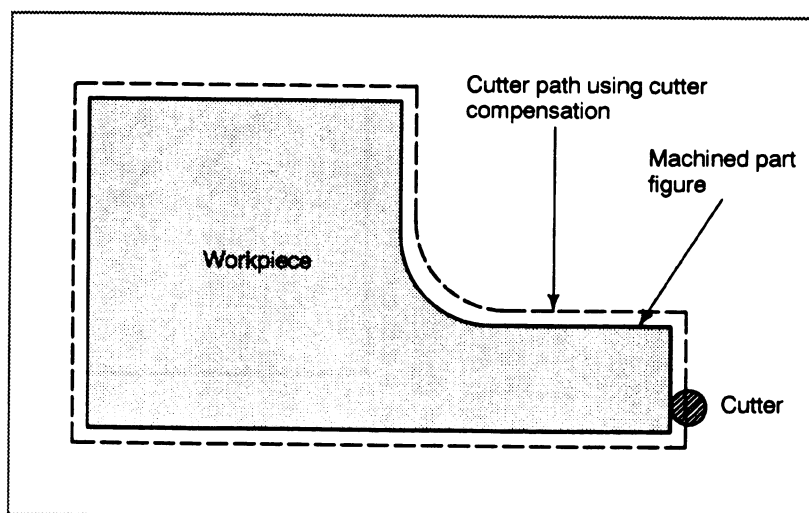 Cutter path using cutter
compensation
Machined part
figure
Workpiece
Cutter